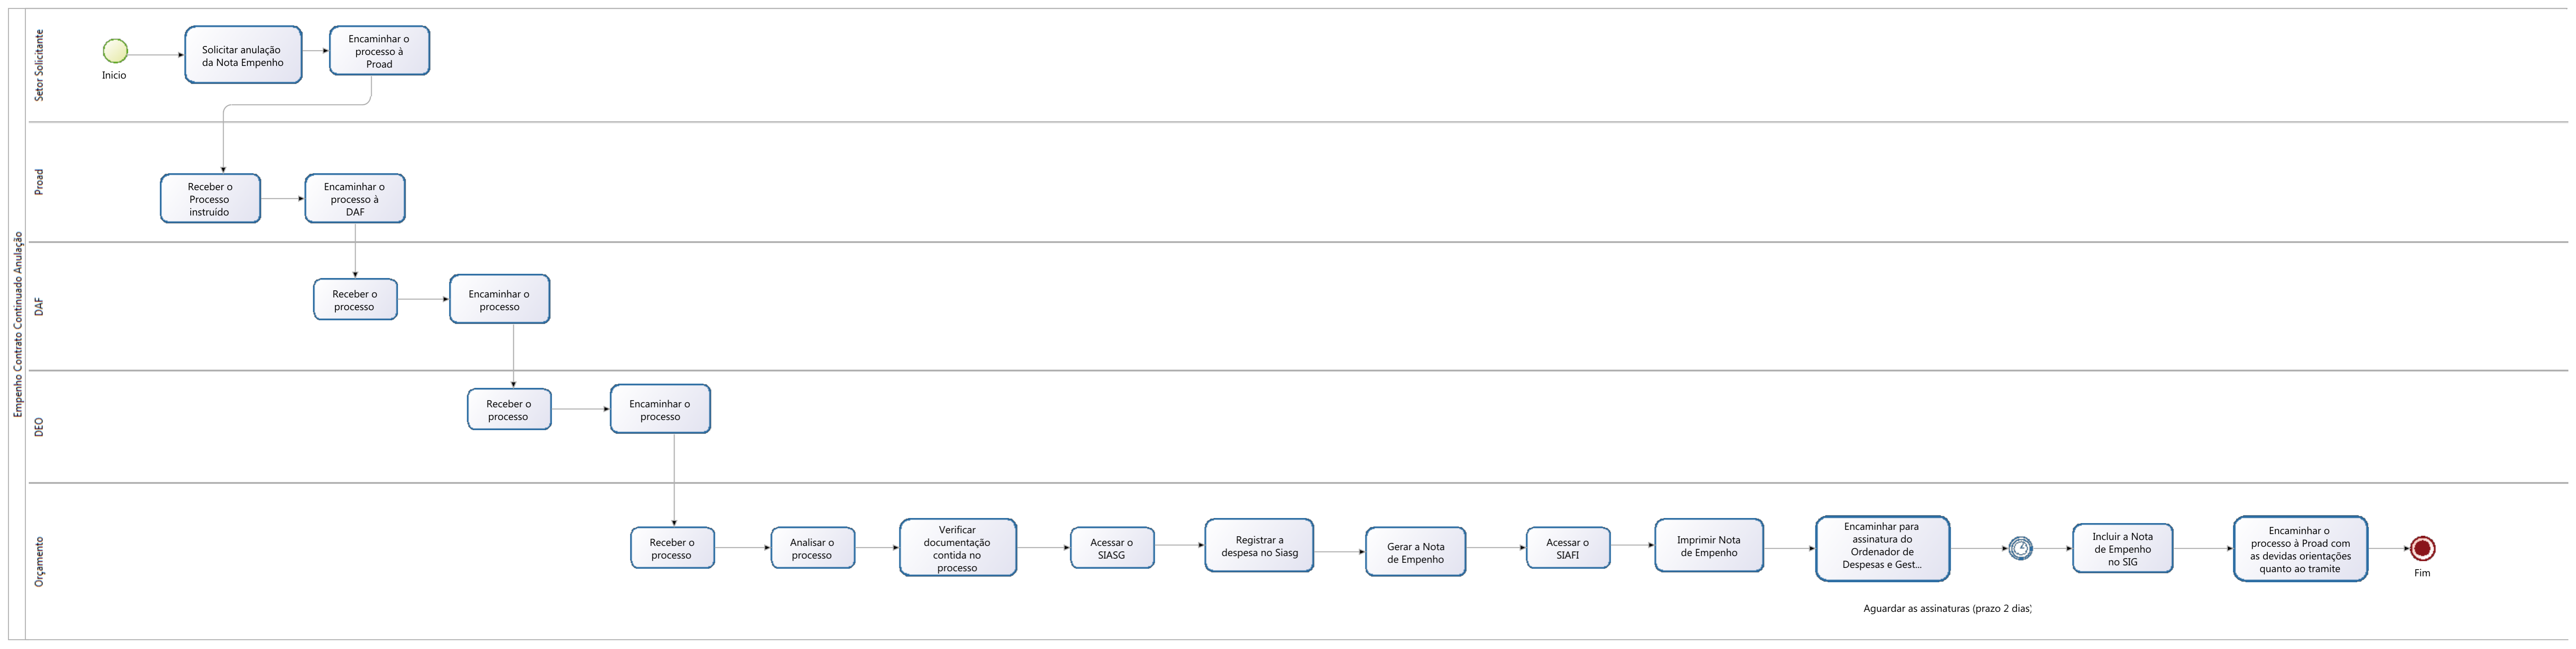 Empenho Contrato Continuado Anulação
Setor Solicitante
Inicio
Solicitar anulação
da Nota Empenho
Encaminhar o
processo à
Proad
Proad
Receber o
Processo
instruído
Encaminhar o
processo à
DAF
DAF
Receber o
processo
Encaminhar o
processo
DEO
Receber o
processo
Encaminhar o
processo
Orçamento
Receber o
processo
Analisar o
processo
Verificar
documentação
contida no
processo
Acessar o
SIASG
Registrar a
despesa no Siasg
Gerar a Nota
de Empenho
Acessar o
SIAFI
Imprimir Nota
de Empenho
Encaminhar para
assinatura do
Ordenador de
Despesas e Gest...
Aguardar as assinaturas (prazo 2 dias)
Incluir a Nota
de Empenho
no SIG
Encaminhar o
processo à Proad com
as devidas orientações
quanto ao tramite
Fim